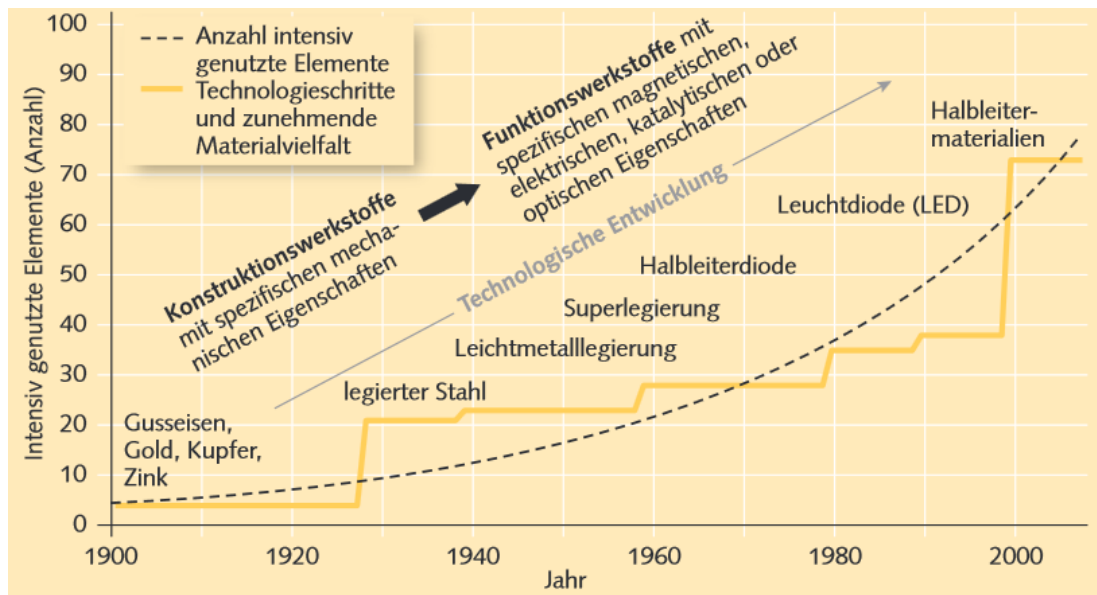 100
90
80
70
60
50
40
30
20
10
0
Intensiv genutzte Elemente (Anzahl)
Anzahl intensiv
genutzte Elemente
Technologieschritte
und zunehmende
Materialvielfalt
Konstruktionswerkstoffe
mit spezifischen mecha-
nischen Eigenschaften
Funktionswerkstoffe mit
spezifischen magnetischen,
elektrischen, katalytischen oder
optischen Eigenschaften
Technologische Entwicklung
Halbleiter-
materialien
Leuchtdiode (LED)
Halbleiterdiode
Superlegierung
Leichtmetalllegierung
legierter Stahl
Gusseisen,
Gold, Kupfer,
Zink
1900
1920
1940
1960
1980
2000
Jahr